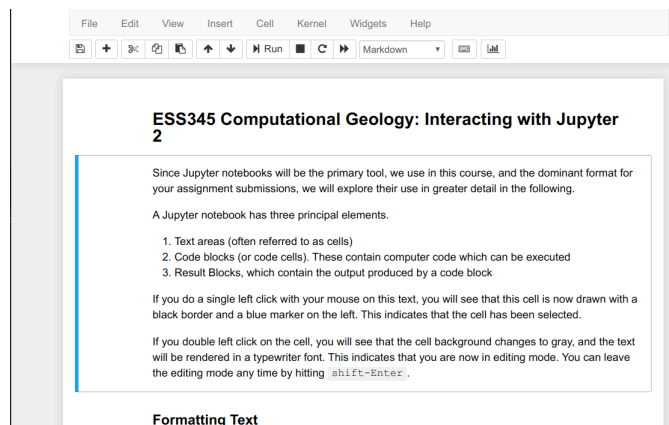 File Edit View Insert Cell Kernel Widgets Help
Run Markdown
ESS345 Computational Geology: Interacting with Jupyter
2
Since Jupyter notebooks will be the primary tool, we use in this course, and the dominant format for
your assignment submissions, we will explore their use in greater detail in the following.
A Jupyter notebook has three principal elements.
1. Text areas (often referred to as cells)
2. Code blocks (or code cells). These contain computer code which can be executed
3. Result Blocks, which contain the output produced by a code block
If you do a single left click with your mouse on this text, you will see that this cell is now drawn with a
black border and a blue marker on the left. This indicates that the cell has been selected.
If you double left click on the cell, you will see that the cell background changes to gray, and the text
will be rendered in a typewriter font. This indicates that you are now in editing mode. You can leave
the editing mode any time by hitting shift-Enter .
Formatting Text